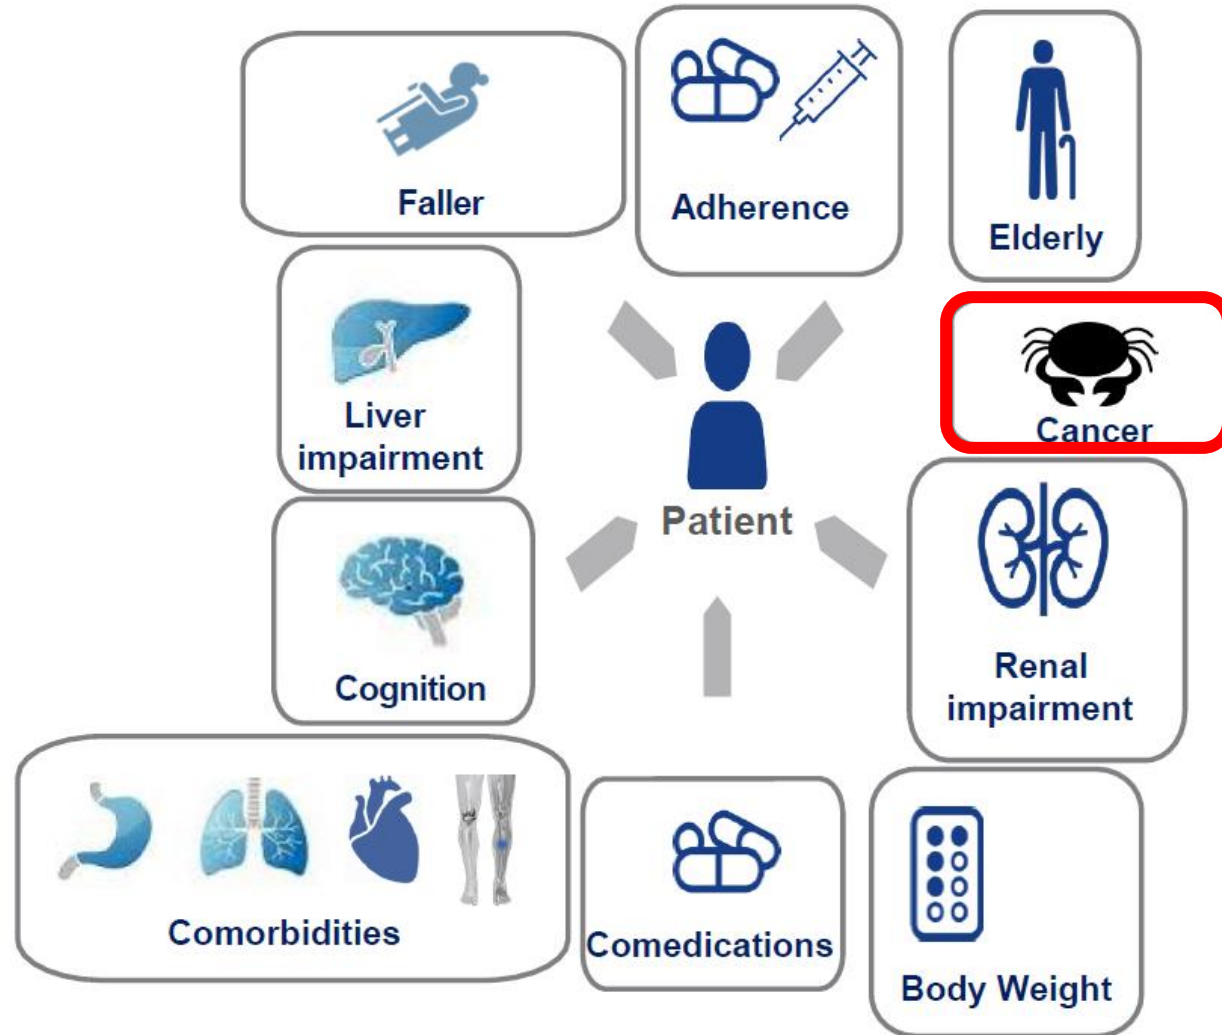 Faller
Adherence
Elderly
Liver
impairment
Cancer
Patient
Cognition
Renal
impairment
Comorbidities
Comedications
Body Weight